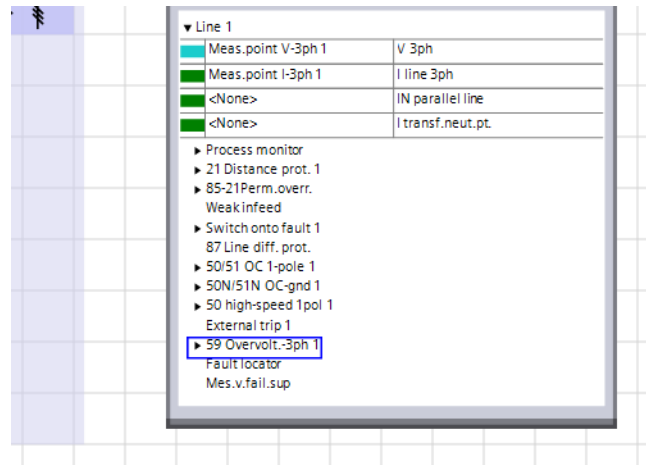 Line 1
Meas.point V-3ph 1 V 3ph
Meas.point I-3ph 1 I line 3ph
<None> IN parallel line
<None> I transf.neut.pt.
Process monitor
21 Distance prot. 1
85-21Perm.overr.
Weak infeed
Switch onto fault 1
87 Line diff. prot.
50/51 OC 1-pole 1
50N/51N OC-gnd 1
50 high-speed 1pol 1
External trip 1
59 Overvolt.-3ph 1
Fault locator
Mes.v.fail.sup